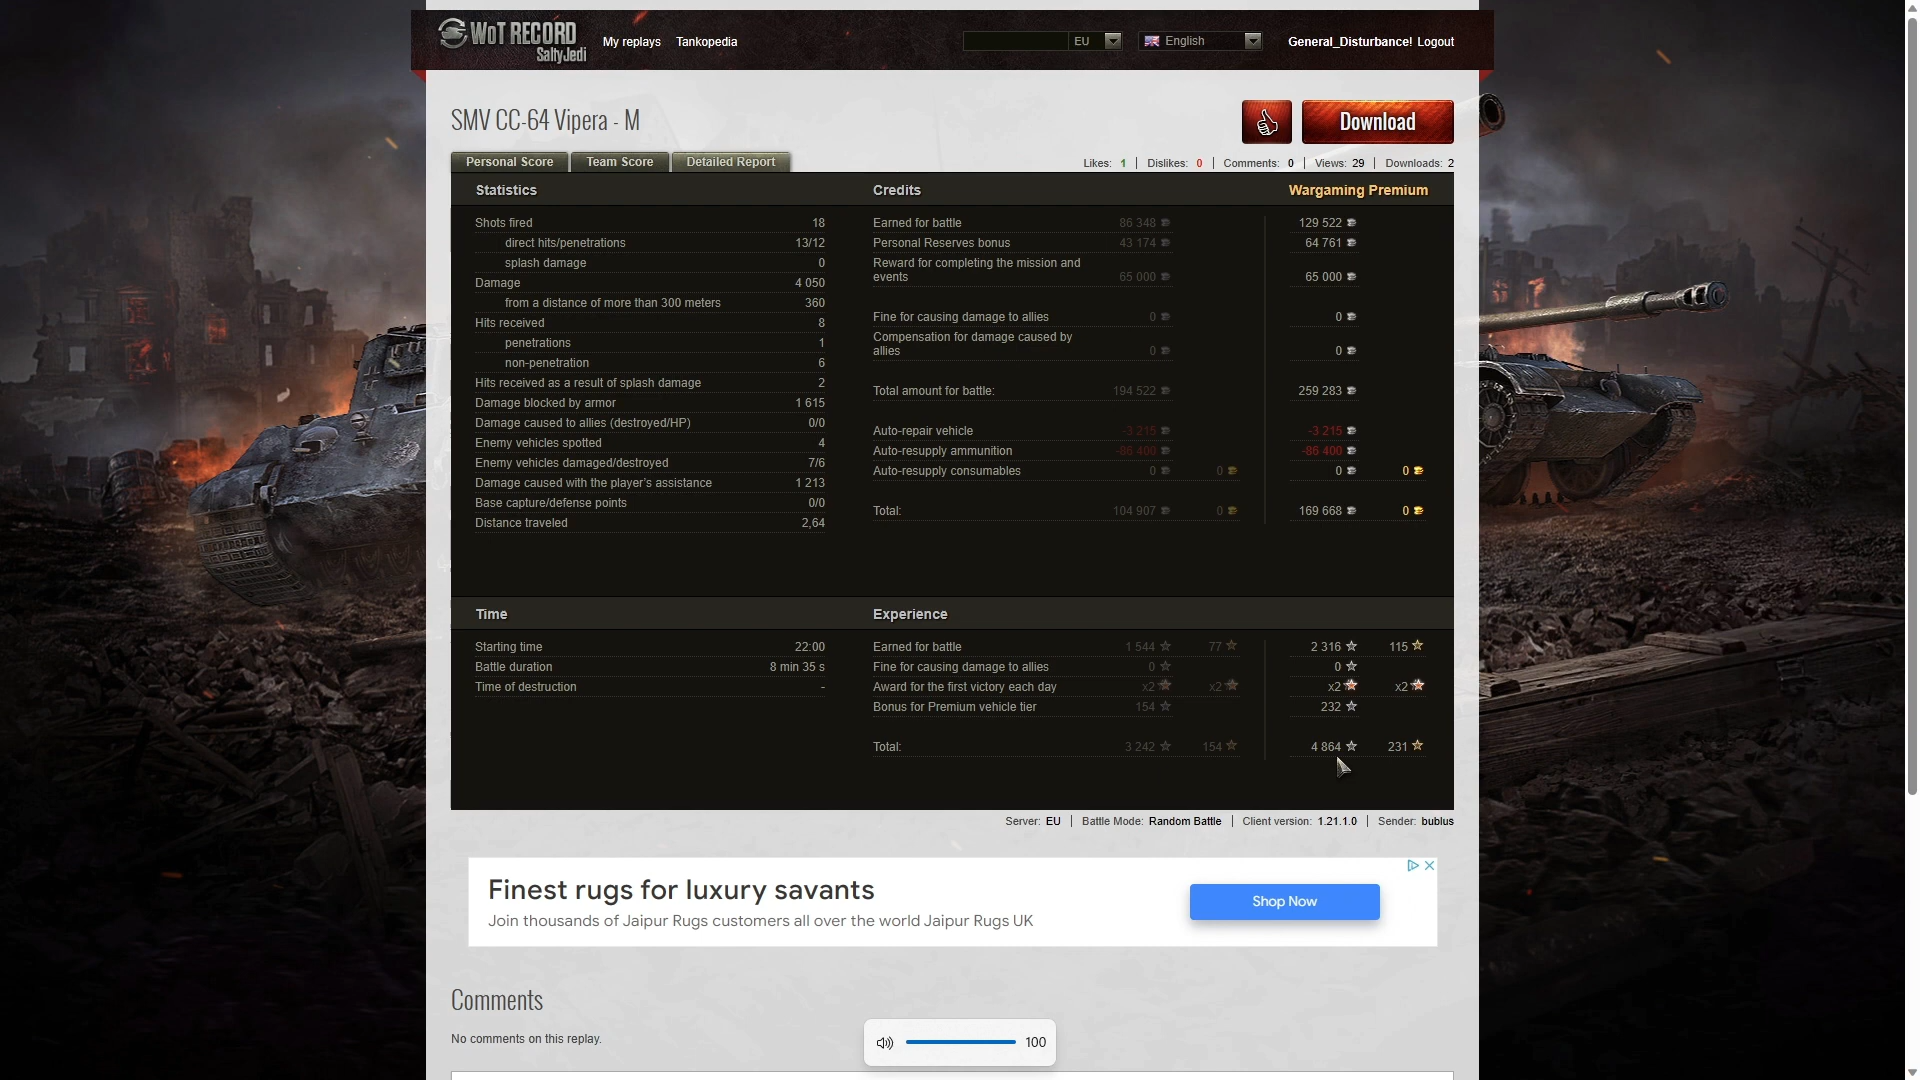 WoT RECORD
SaltyJedi
My replays Tankopedia
EU
English
General_Disturbance! Logout
SMV CC-64 Vipera - M
Download
Personal Score Team Score Detailed Report
Likes: 1 | Dislikes: 0 | Comments: 0 | Views: 29 | Downloads: 2
Statistics
Shots fired 18
direct hits/penetrations 13/12
splash damage 0
Damage 4 050
from a distance of more than 300 meters 360
Hits received 8
penetrations 1
non-penetration 6
Hits received as a result of splash damage 2
Damage blocked by armor 1 615
Damage caused to allies (destroyed/HP) 0/0
Enemy vehicles spotted 4
Enemy vehicles damaged/destroyed 7/6
Damage caused with the player's assistance 1 213
Base capture/defense points 0/0
Distance traveled 2,64
Credits Wargaming Premium
Earned for battle 86 348 129 522
Personal Reserves bonus 43 174 64 761
Reward for completing the mission and
events 65 000 65 000
Fine for causing damage to allies 0 0
Compensation for damage caused by
allies 0 0
Total amount for battle: 194 522 259 283
Auto-repair vehicle -3 215 -3 215
Auto-resupply ammunition -86 400 -86 400
Auto-resupply consumables 0 0 0 0
Total: 104 907 0 169 668 0
Time
Starting time 22:00
Battle duration 8 min 35 s
Time of destruction -
Experience
Earned for battle 1 544 77 2 316 115
Fine for causing damage to allies 0 0
Award for the first victory each day x2 x2 x2 x2
Bonus for Premium vehicle tier 154 232
Total: 3 242 154 4 864 231
Server: EU | Battle Mode: Random Battle | Client version: 1.21.1.0 | Sender: bublus
Finest rugs for luxury savants
Join thousands of Jaipur Rugs customers all over the world Jaipur Rugs UK
Shop Now
Comments
No comments on this replay.
100